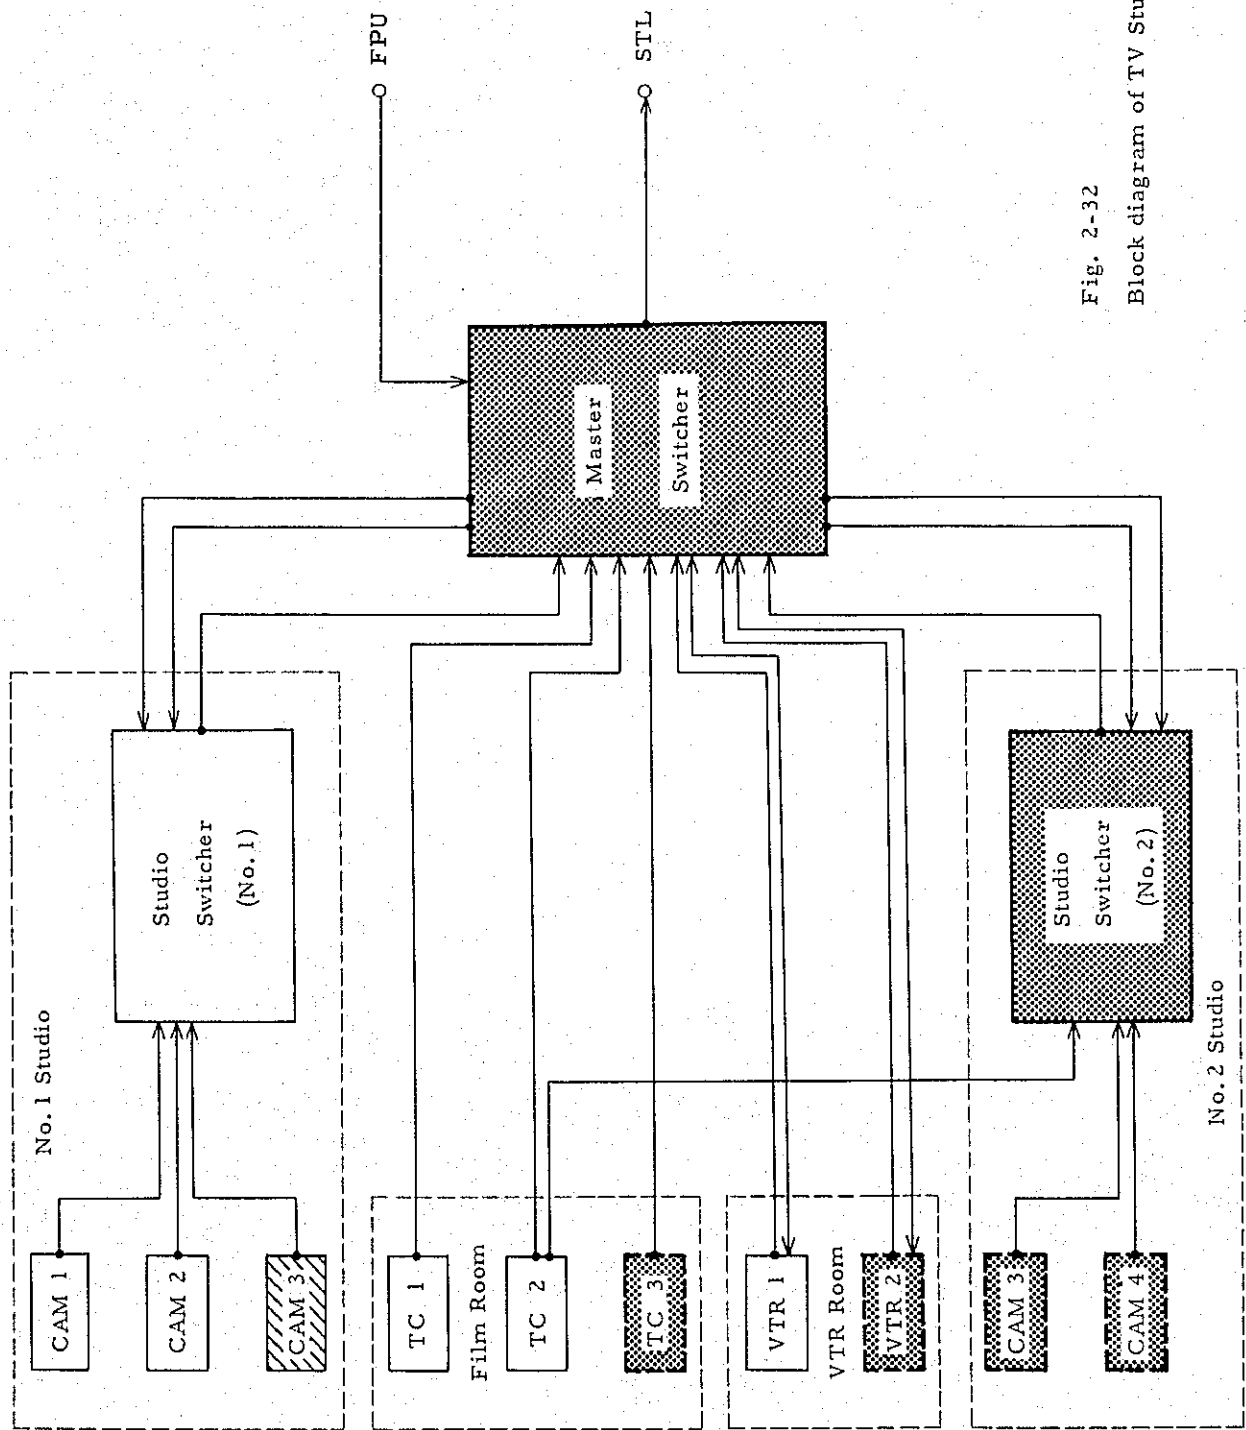 No. 1 Studio
CAM 1
CAM 2
CAM 3
Studio
Switcher
(No. 1)
FPU
STL
Master
Switcher
TC 1
Film Room
TC 2
TC 3
VTR 1
VTR Room
VTR 2
CAM 3
CAM 4
Studio
Switcher
(No. 2)
No. 2 Studio
Fig. 2-32
Block diagram of TV Stu